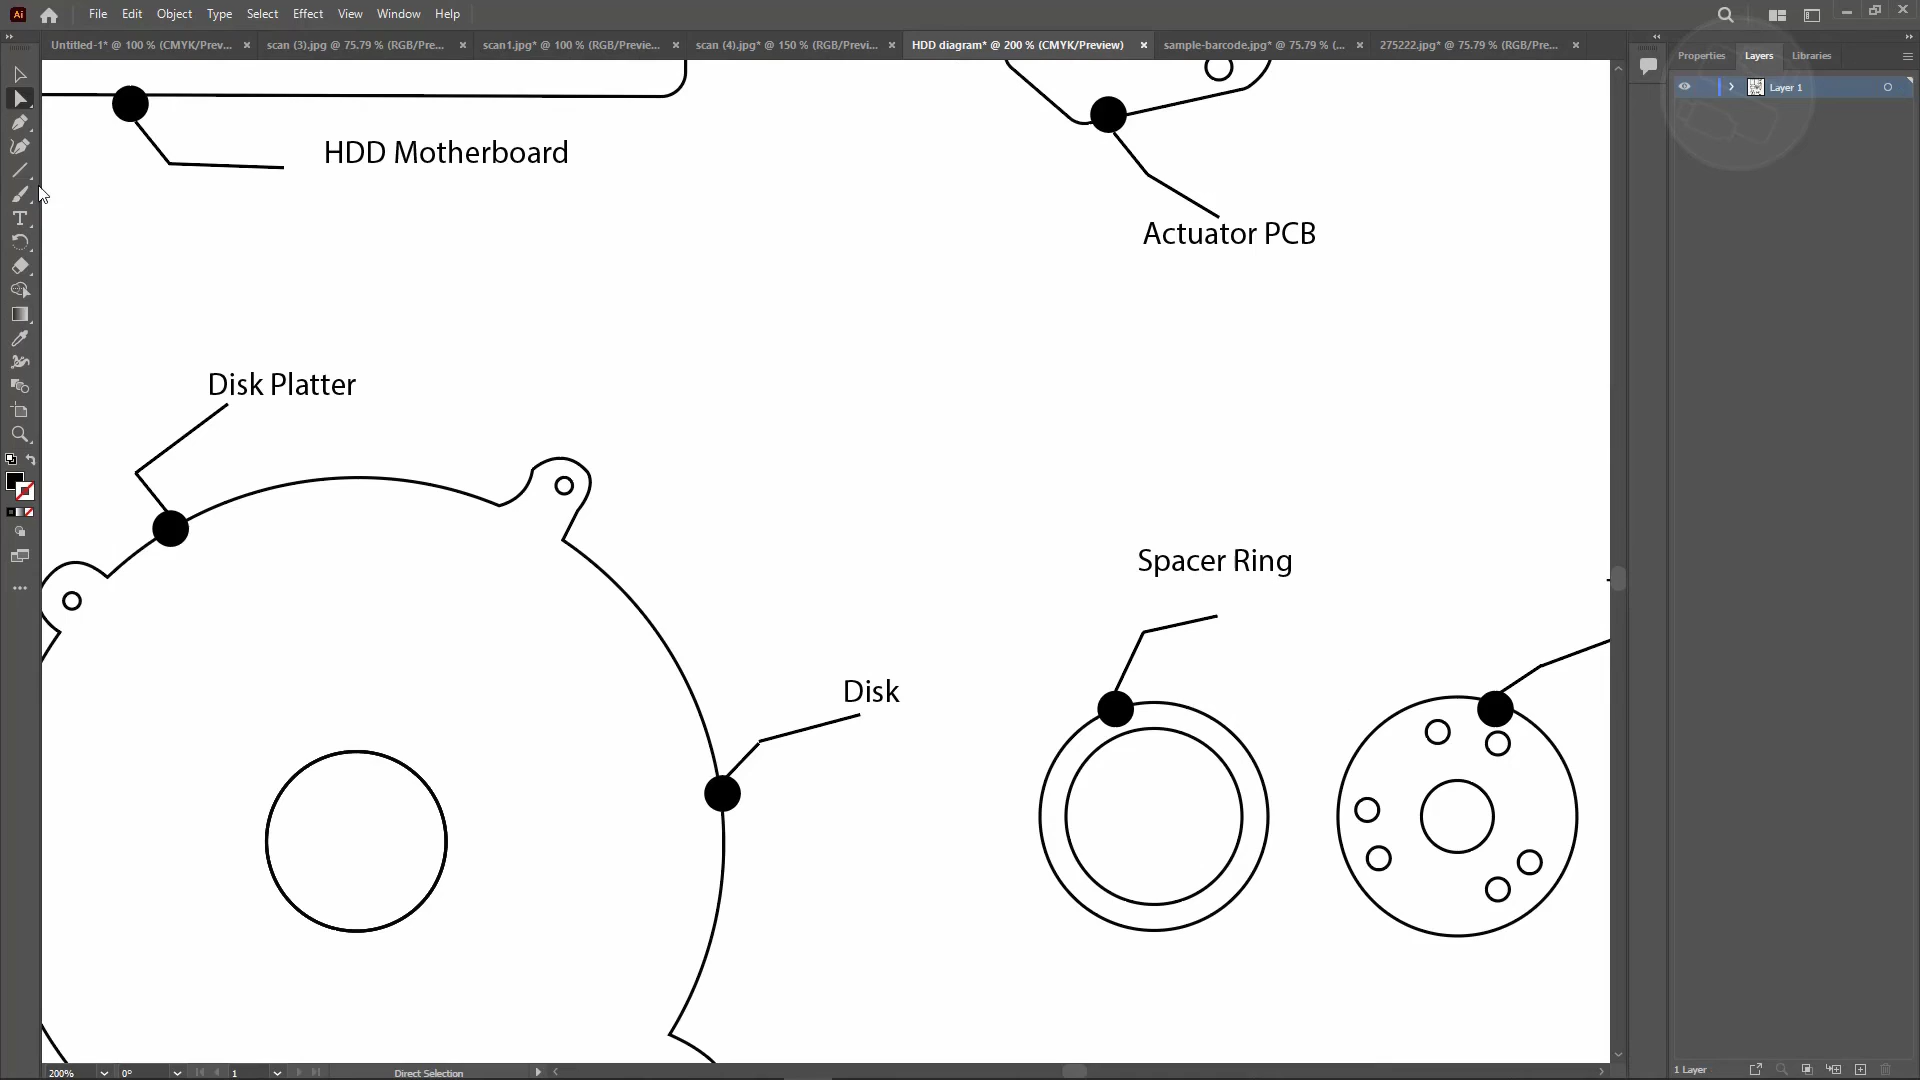 Ai
File Edit Object Type Select Effect View Window Help
Untitled-1* @ 100 % (CMYK/Prev...
scan (3).jpg @ 75.79 % (RGB/Pre...
scan1.jpg* @ 100 % (RGB/Previe...
scan (4).jpg* @ 150 % (RGB/Previ...
HDD diagram* @ 200 % (CMYK/Preview)
sample-barcode.jpg* @ 75.79 % (...
275222.jpg* @ 75.79 % (RGB/Pre...
Properties Layers Libraries
Layer 1
HDD Motherboard
Actuator PCB
Disk Platter
Spacer Ring
Disk
200%
0°
1
Direct Selection
1 Layer